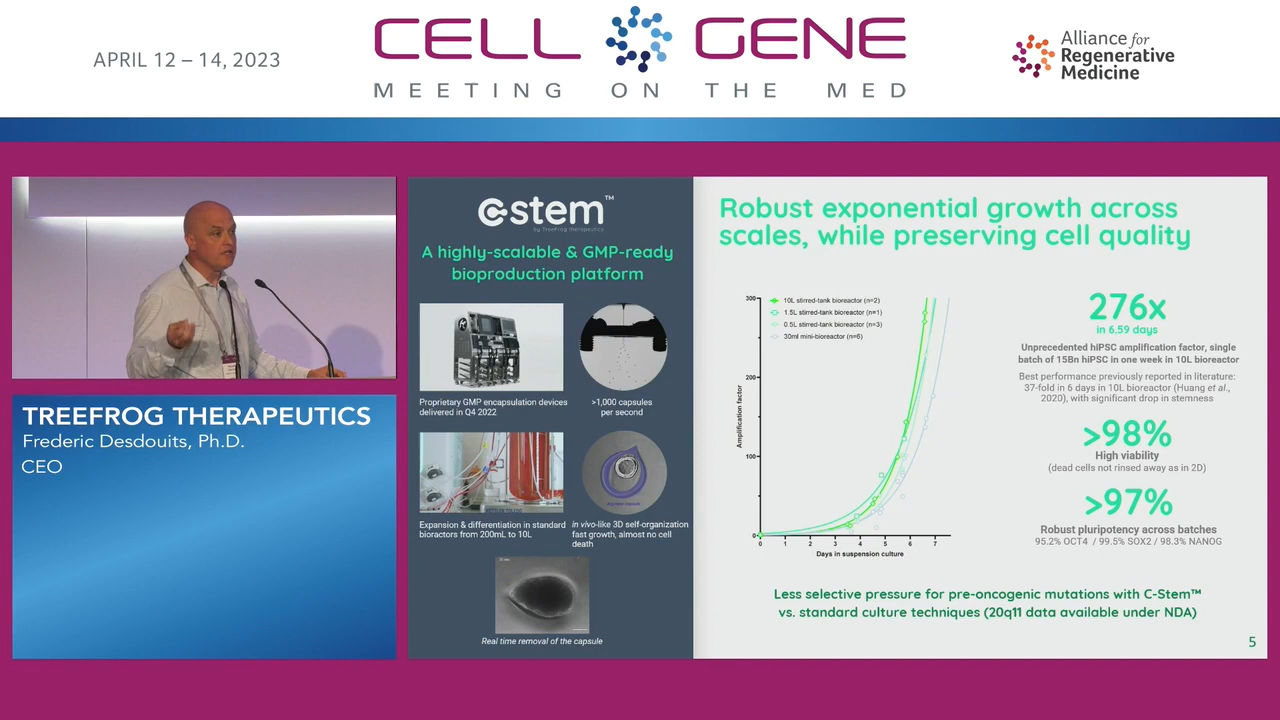 APRIL 12 – 14, 2023
CELL GENE
MEETING ON THE MED
Alliance for
Regenerative
Medicine
TREEFROG THERAPEUTICS
Frederic Desdouits, Ph.D.
CEO
C-stem™
by TreeFrog Therapeutics
A highly-scalable & GMP-ready
bioproduction platform
Proprietary GMP encapsulation devices
delivered in Q4 2022
>1,000 capsules
per second
Expansion & differentiation in standard
bioractors from 200mL to 10L
in vivo-like 3D self-organization
fast growth, almost no cell
death
Real time removal of the capsule
Robust exponential growth across
scales, while preserving cell quality
10L stirred-tank bioreactor (n=2)
1.5L stirred-tank bioreactor (n=1)
0.5L stirred-tank bioreactor (n=3)
30ml mini-bioreactor (n=6)
300
200
100
0
Amplification factor
0 1 2 3 4 5 6 7
Days in suspension culture
276x
in 6.59 days
Unprecedented hiPSC amplification factor, single
batch of 15Bn hiPSC in one week in 10L bioreactor
Best performance previously reported in literature:
37-fold in 6 days in 10L bioreactor (Huang et al.,
2020), with significant drop in stemness
>98%
High viability
(dead cells not rinsed away as in 2D)
>97%
Robust pluripotency across batches
95.2% OCT4 / 99.5% SOX2 / 98.3% NANOG
Less selective pressure for pre-oncogenic mutations with C-Stem™
vs. standard culture techniques (20q11 data available under NDA)
5